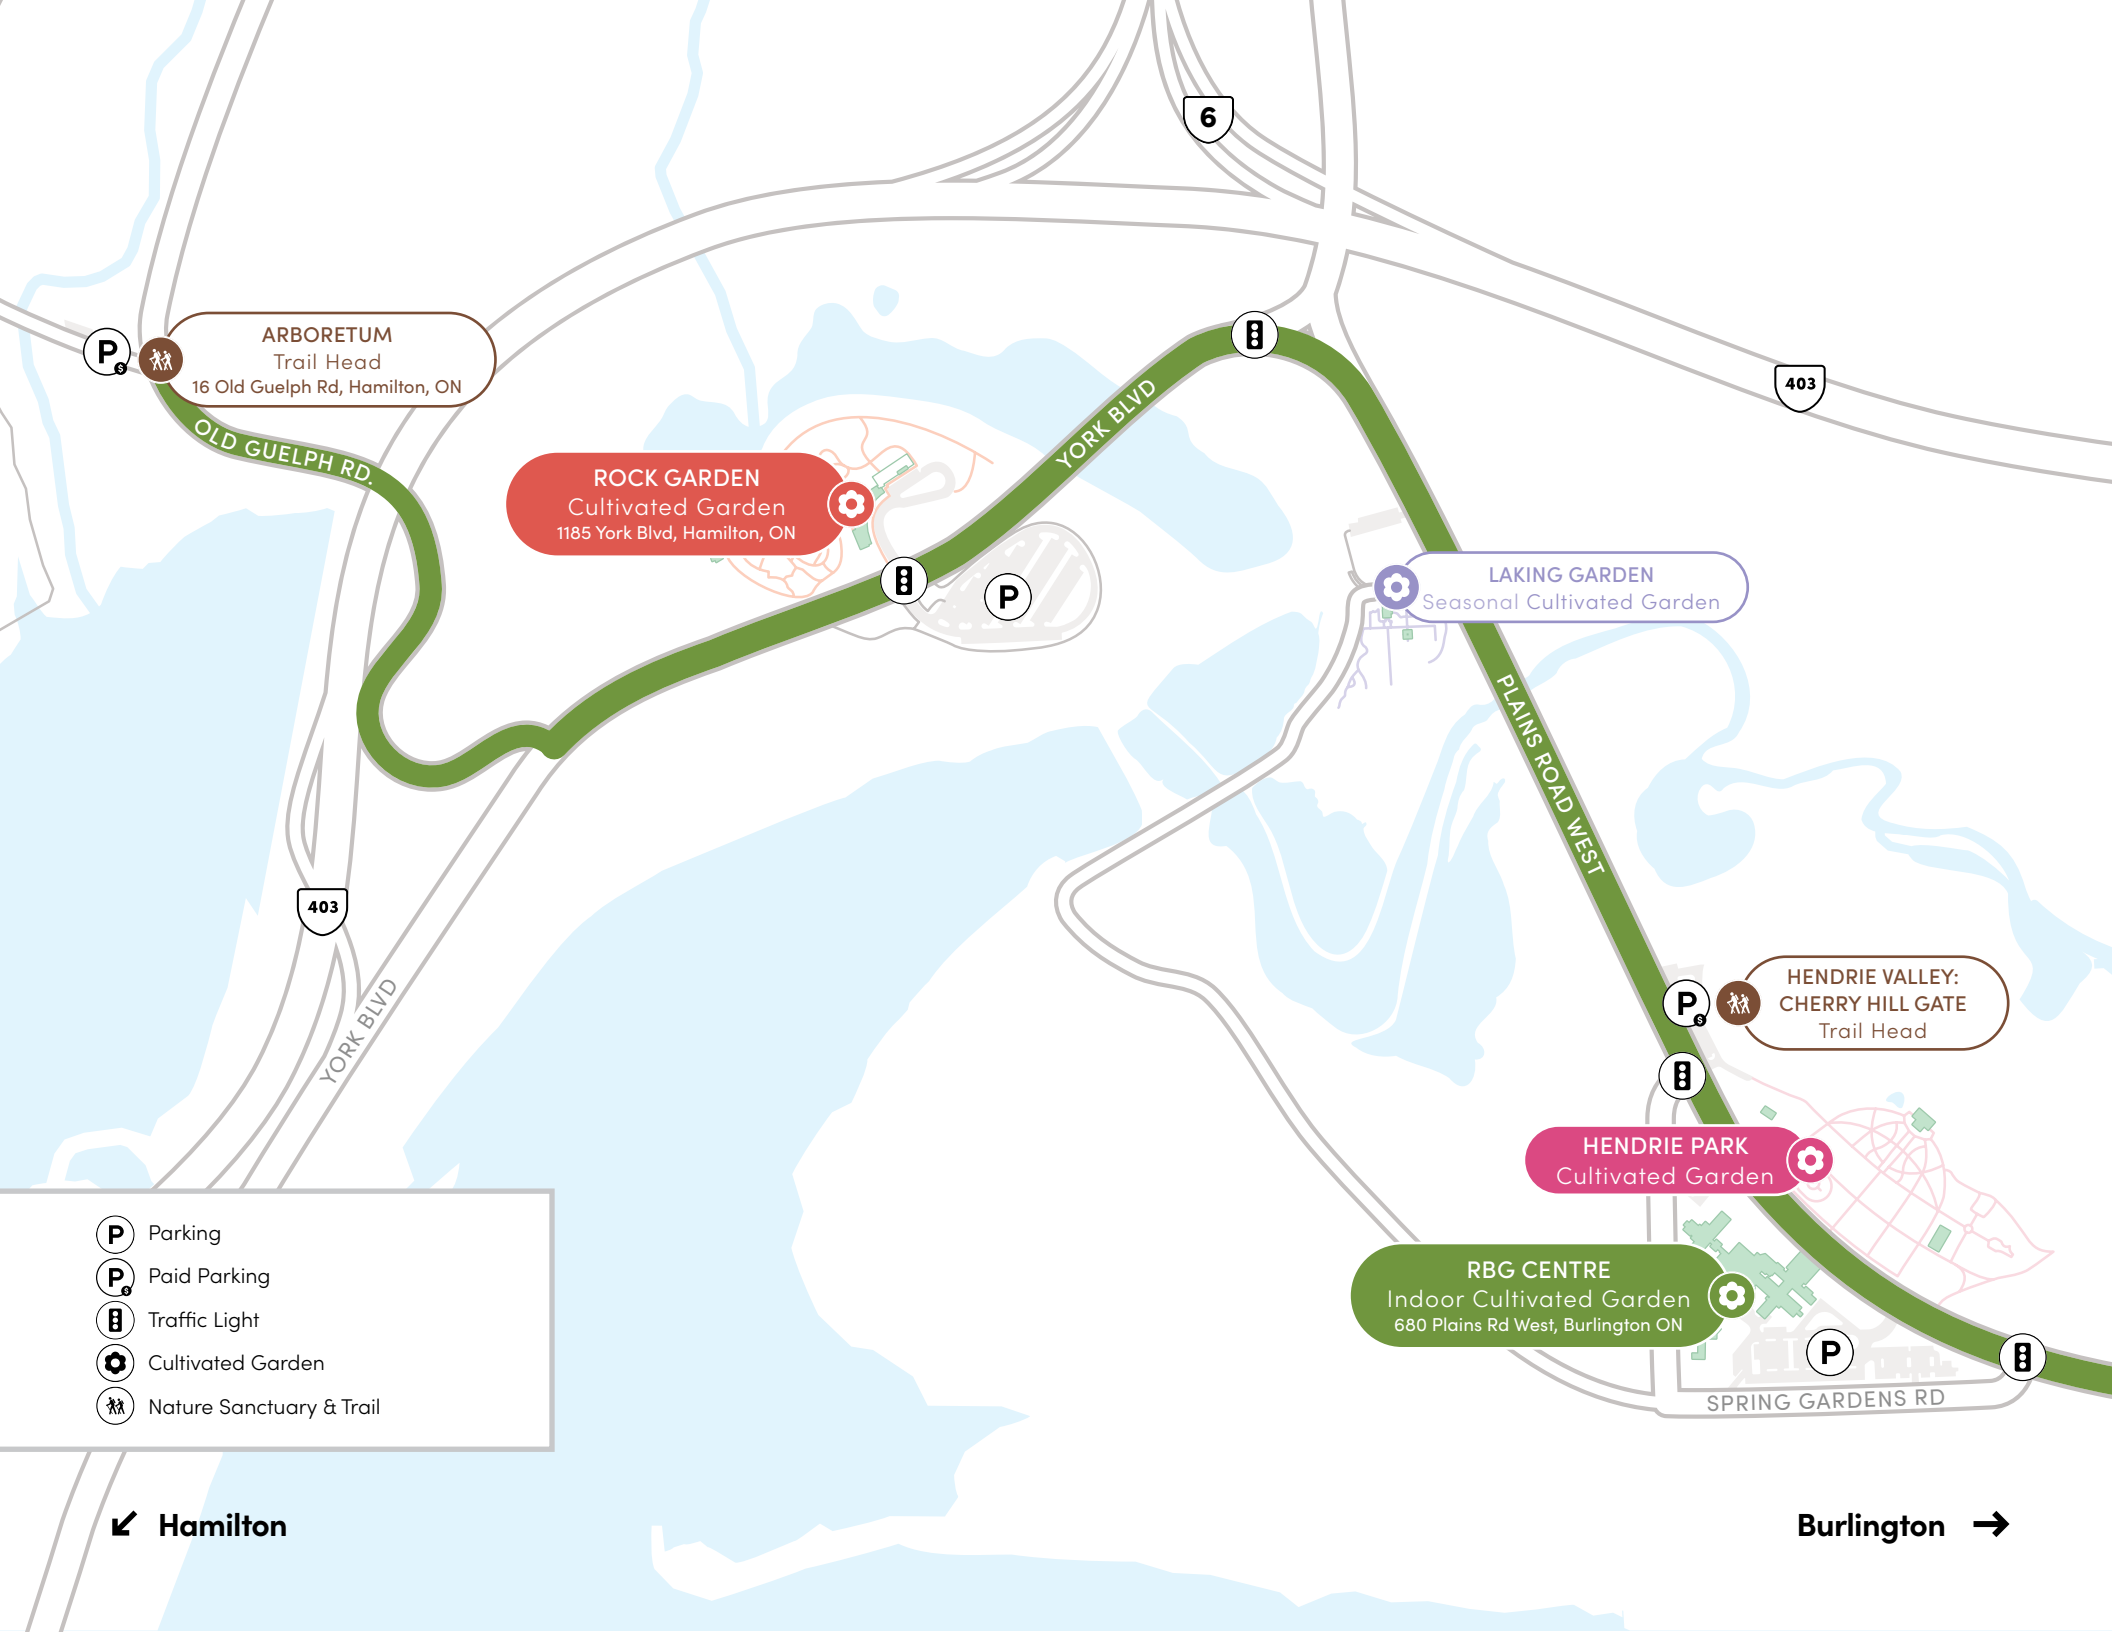 6
403
P
$
ARBORETUM
Trail Head
16 Old Guelph Rd, Hamilton, ON
OLD GUELPH RD.
YORK BLVD
ROCK GARDEN
Cultivated Garden
1185 York Blvd, Hamilton, ON
P
LAKING GARDEN
Seasonal Cultivated Garden
PLAINS ROAD WEST
403
YORK BLVD
P
$
HENDRIE VALLEY:
CHERRY HILL GATE
Trail Head
HENDRIE PARK
Cultivated Garden
RBG CENTRE
Indoor Cultivated Garden
680 Plains Rd West, Burlington ON
P
SPRING GARDENS RD
P Parking
P $ Paid Parking
Traffic Light
Cultivated Garden
Nature Sanctuary & Trail
Hamilton
Burlington